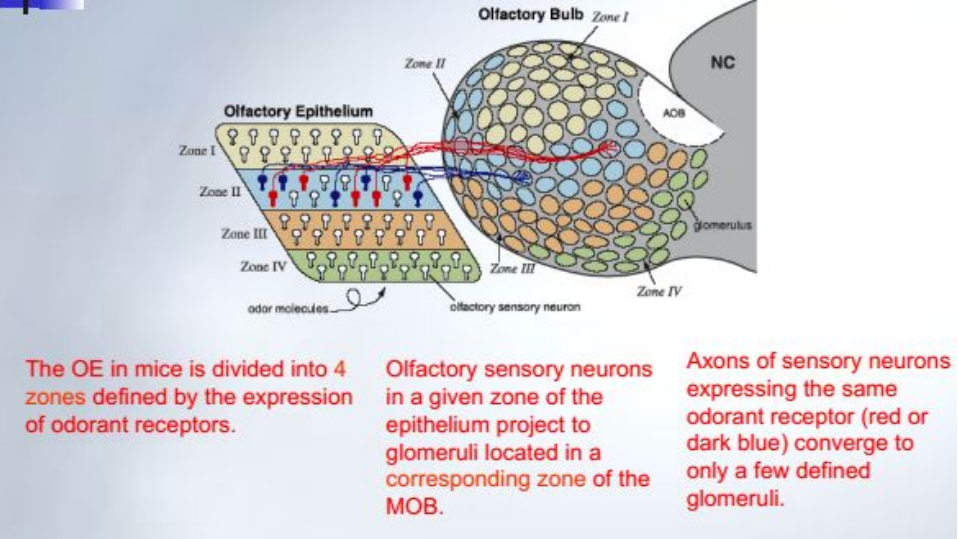 Olfactory Bulb
Zone I
Zone II
NC
AOB
Olfactory Epithelium
Zone I
Zone II
Zone III
Zone IV
glomerulus
Zone III
Zone IV
odor molecules
olfactory sensory neuron
The OE in mice is divided into 4
zones defined by the expression
of odorant receptors.
Olfactory sensory neurons
in a given zone of the
epithelium project to
glomeruli located in a
corresponding zone of the
MOB.
Axons of sensory neurons
expressing the same
odorant receptor (red or
dark blue) converge to
only a few defined
glomeruli.